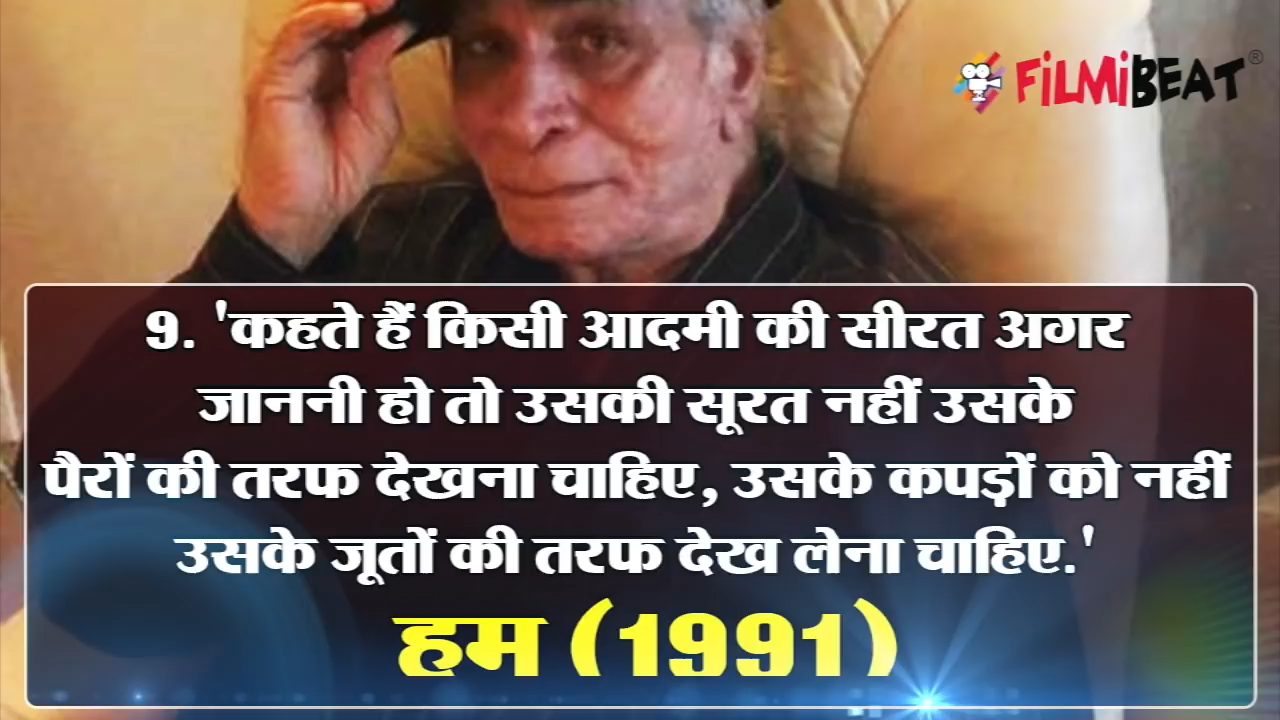 FiLMiBEAT®
9. 'कहते हैं किसी आदमी की सीरत अगर
जाननी हो तो उसकी सूरत नहीं उसके
पैरों की तरफ देखना चाहिए, उसके कपड़ों को नहीं
उसके जूतों की तरफ देख लेना चाहिए.'
हम (1991)